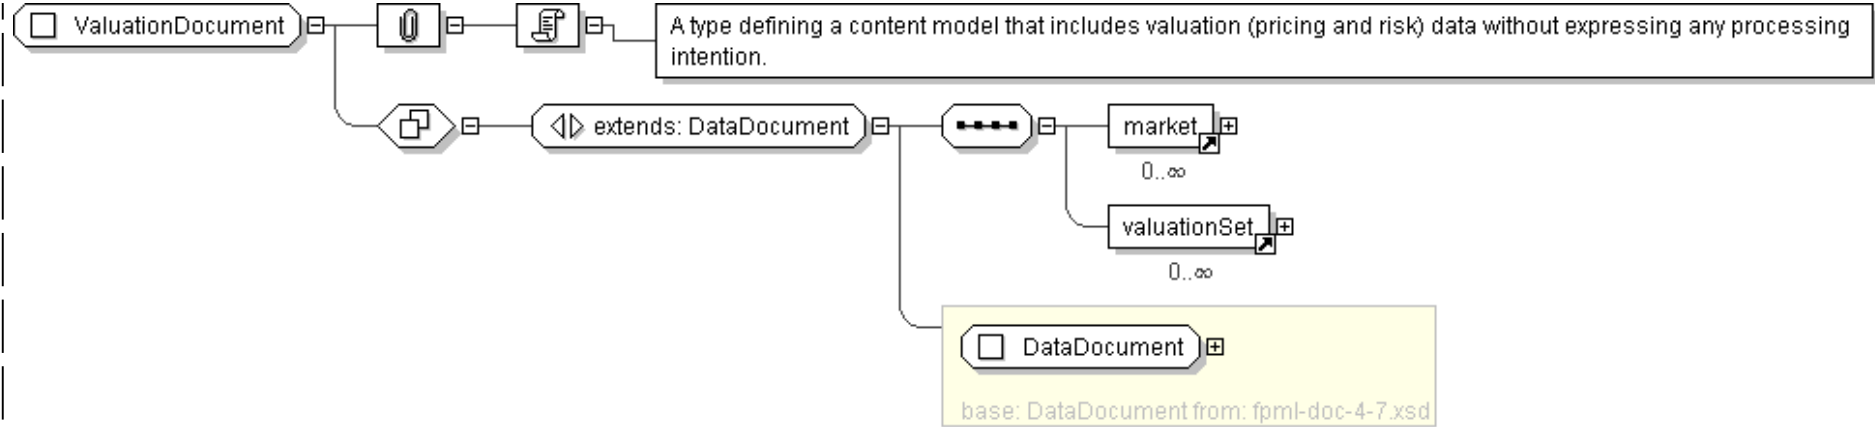 ValuationDocument
A type defining a content model that includes valuation (pricing and risk) data without expressing any processing
intention.
extends: DataDocument
market
0..∞
valuationSet
0..∞
DataDocument
base: DataDocument from: fpml-doc-4-7.xsd